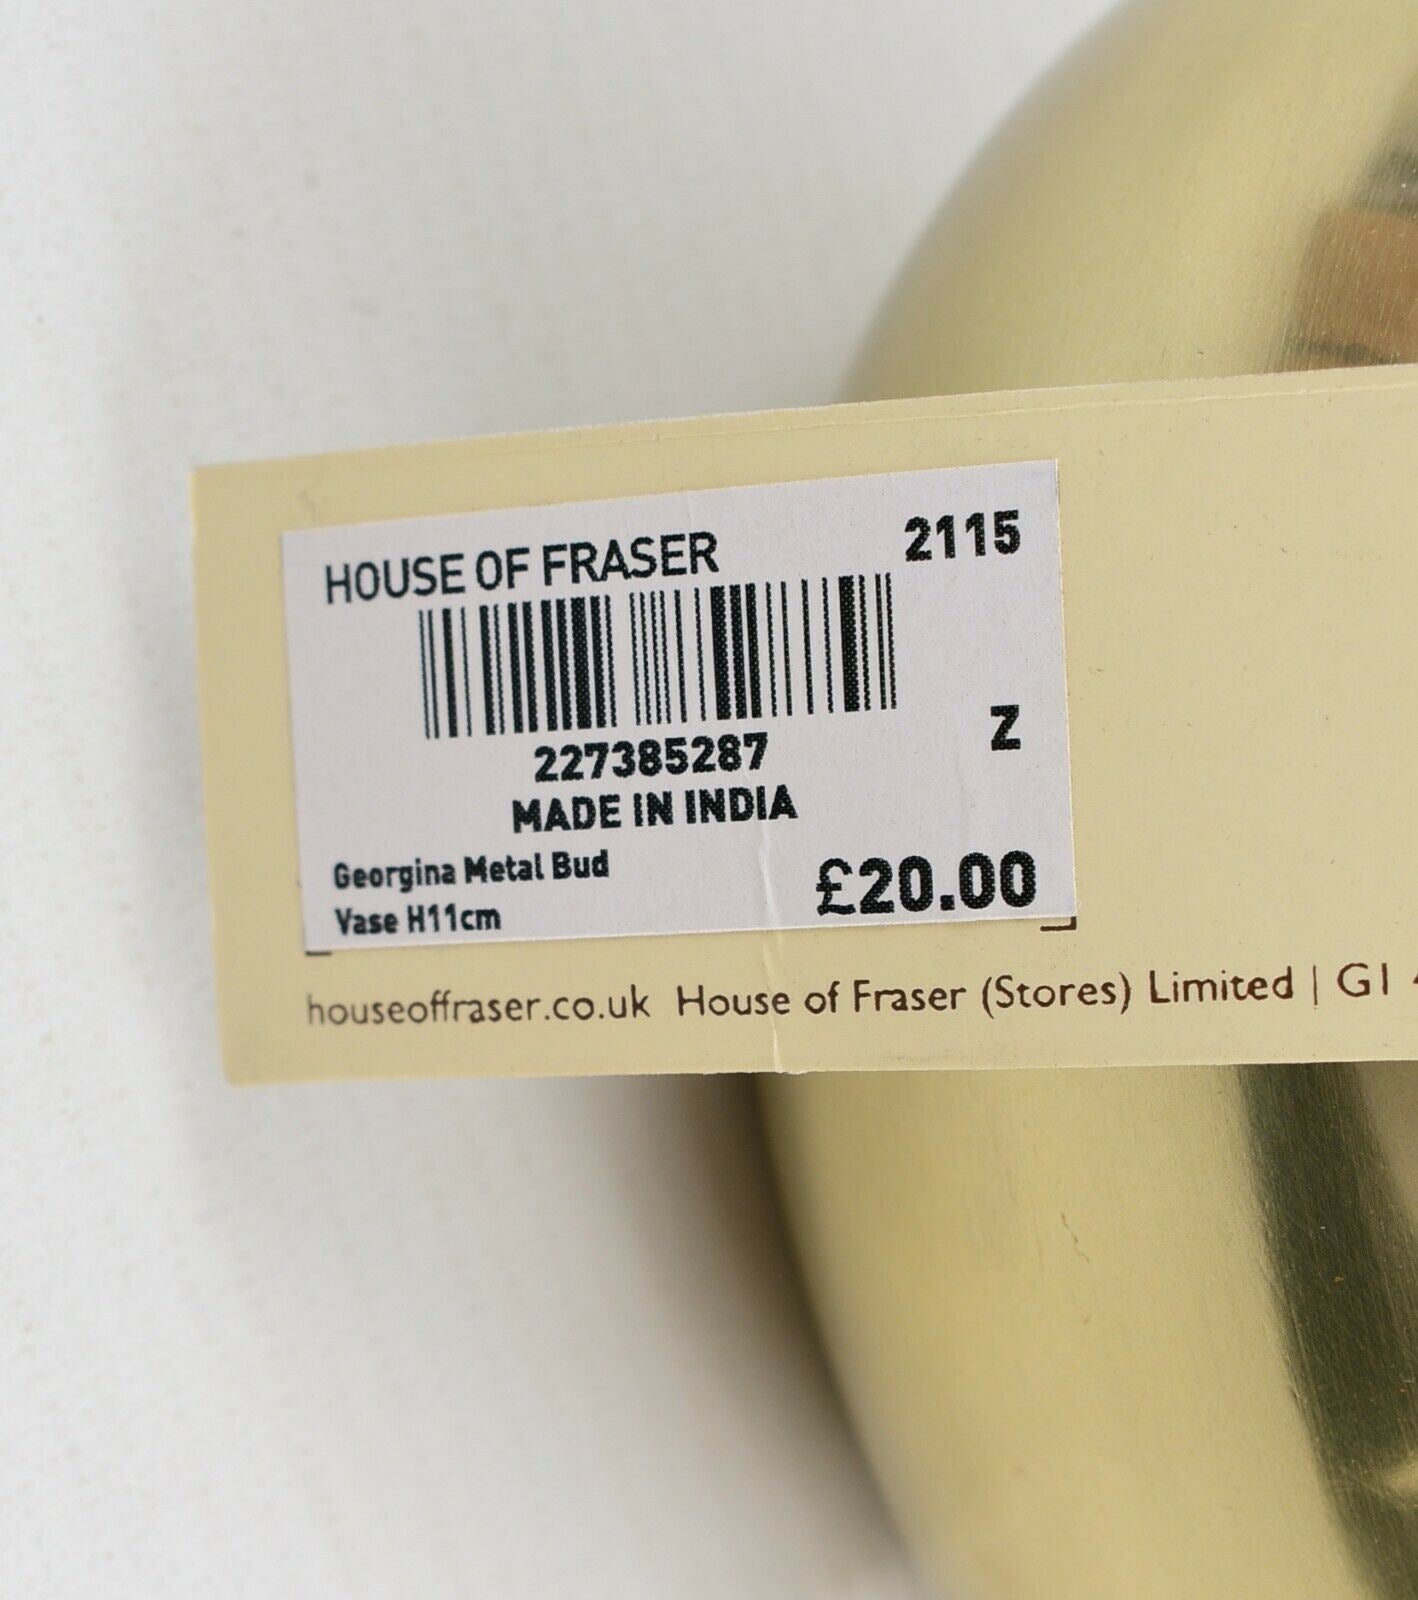 HOUSE OF FRASER 2115
Z
227385287
MADE IN INDIA
Georgina Metal Bud
Vase H11cm £20.00
houseoffraser.co.uk House of Fraser (Stores) Limited | G1